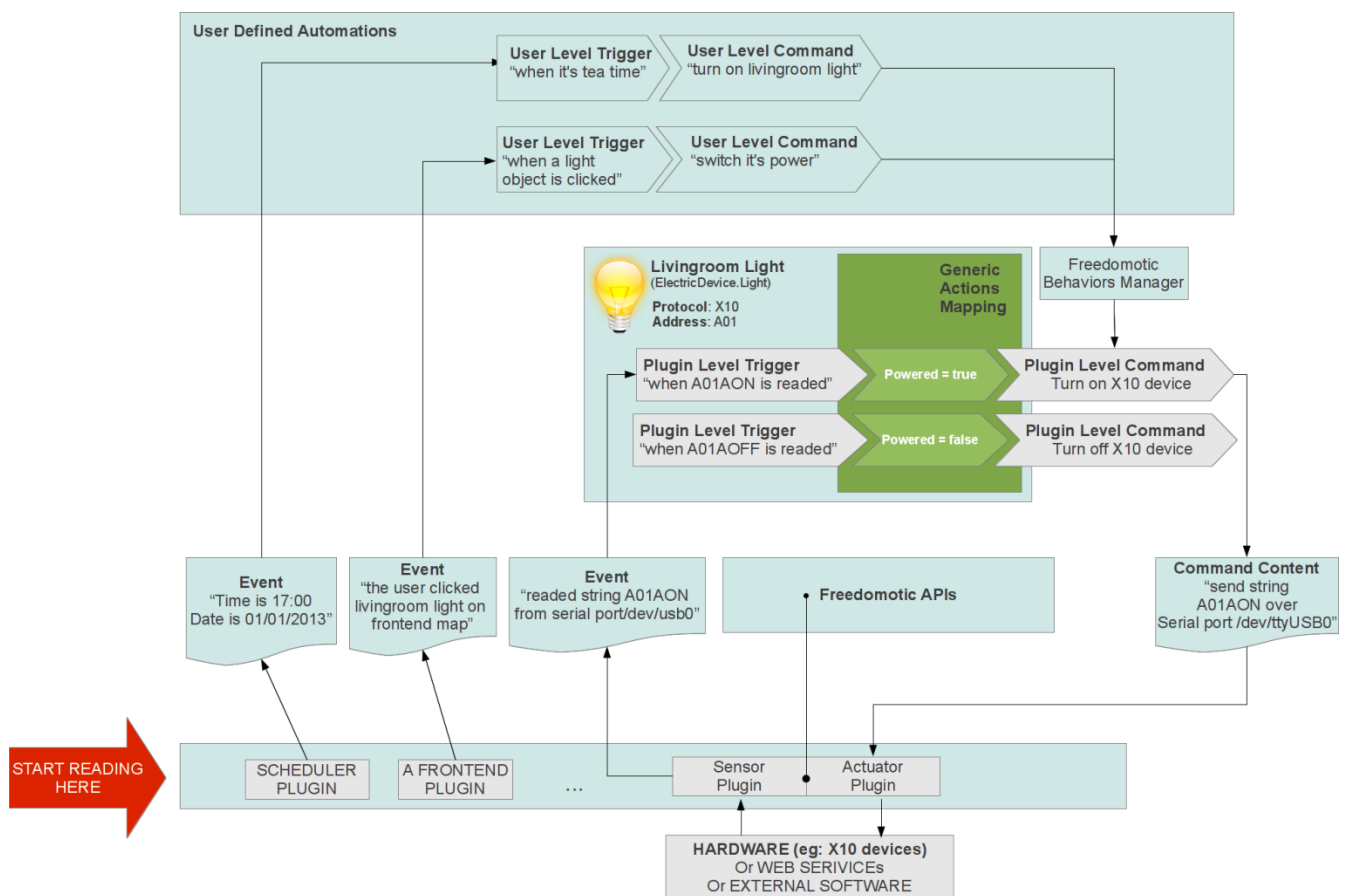 User Defined Automations
User Level Trigger
“when it's tea time”
User Level Command
“turn on livingroom light”
User Level Trigger
“when a light
object is clicked”
User Level Command
“switch it's power”
Livingroom Light
(ElectricDevice.Light)
Protocol: X10
Address: A01
Generic
Actions
Mapping
Freedomotic
Behaviors Manager
Plugin Level Trigger
“when A01AON is readed”
Powered = true
Plugin Level Command
Turn on X10 device
Plugin Level Trigger
“when A01AOFF is readed”
Powered = false
Plugin Level Command
Turn off X10 device
Event
“Time is 17:00
Date is 01/01/2013”
Event
“the user clicked
livingroom light on
frontend map”
Event
“readed string A01AON
from serial port/dev/usb0”
Freedomotic APIs
Command Content
“send string
A01AON over
Serial port /dev/ttyUSB0”
START READING
HERE
SCHEDULER
PLUGIN
A FRONTEND
PLUGIN
...
Sensor
Plugin
Actuator
Plugin
HARDWARE (eg: X10 devices)
Or WEB SERIVICEs
Or EXTERNAL SOFTWARE